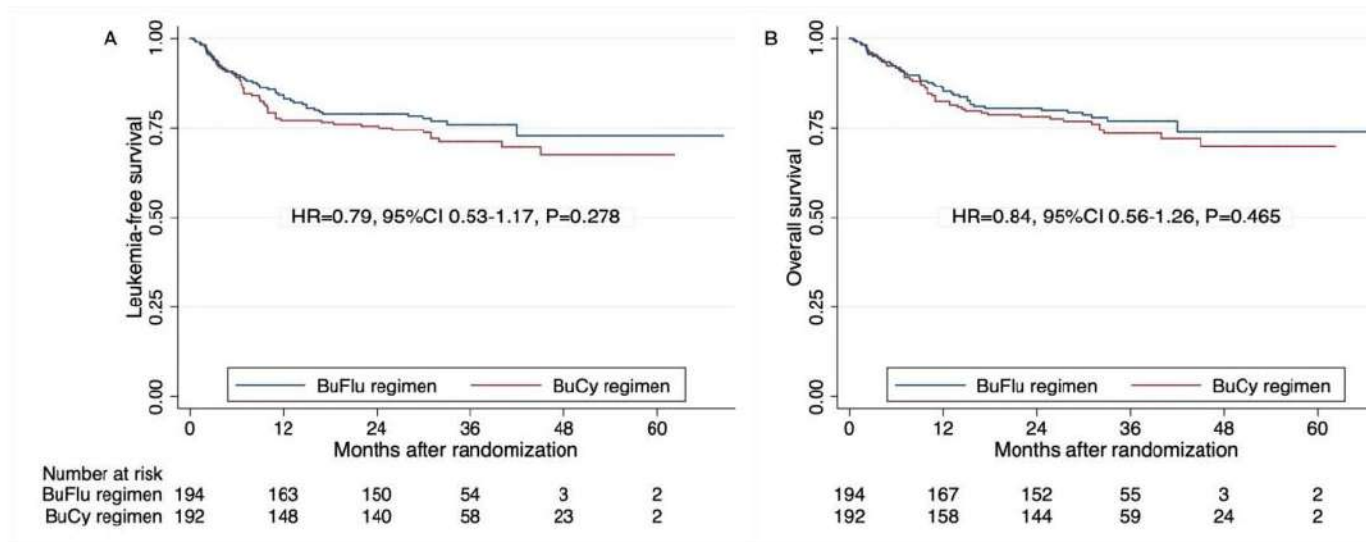 A
Leukemia-free survival
1.00
0.75
0.50
0.25
0.00
HR=0.79, 95%CI 0.53-1.17, P=0.278
BuFlu regimen BuCy regimen
0 12 24 36 48 60
Months after randomization
Number at risk
BuFlu regimen 194 163 150 54 3 2
BuCy regimen 192 148 140 58 23 2
B
Overall survival
1.00
0.75
0.50
0.25
0.00
HR=0.84, 95%CI 0.56-1.26, P=0.465
BuFlu regimen BuCy regimen
0 12 24 36 48 60
Months after randomization
194 167 152 55 3 2
192 158 144 59 24 2